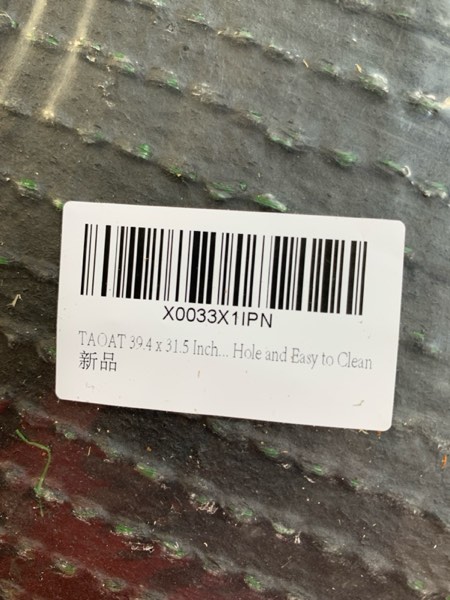 X0033X1IPN
TAOAT 39.4 x 31.5 Inch... Hole and Easy to Clean
新品